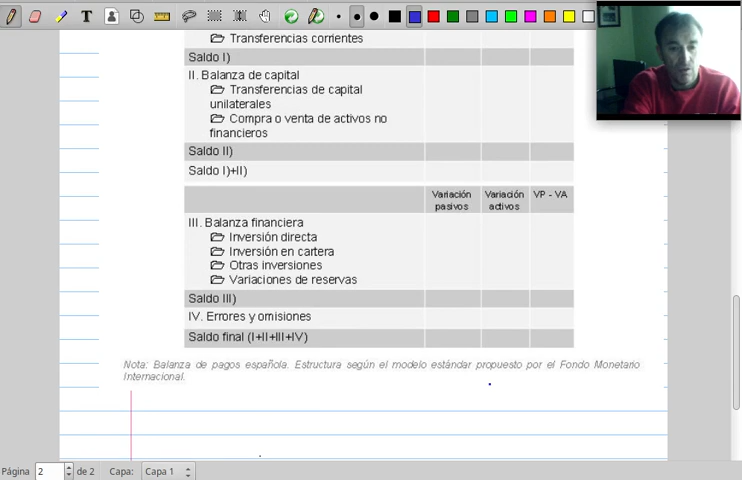 T
Transferencias corrientes
Saldo I)
II. Balanza de capital
Transferencias de capital
unilaterales
Compra o venta de activos no
financieros
Saldo II)
Saldo I)+II)
Variación
pasivos
Variación
activos
VP - VA
III. Balanza financiera
Inversión directa
Inversión en cartera
Otras inversiones
Variaciones de reservas
Saldo III)
IV. Errores y omisiones
Saldo final (I+II+III+IV)
Nota: Balanza de pagos española. Estructura según el modelo estándar propuesto por el Fondo Monetario
Internacional.
Página 2 de 2 Capa: Capa 1